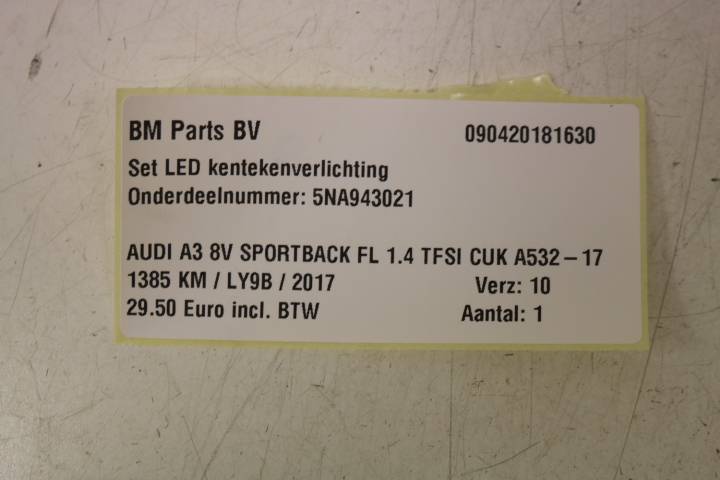 BM Parts BV 090420181630
Set LED kentekenverlichting
Onderdeelnummer: 5NA943021
AUDI A3 8V SPORTBACK FL 1.4 TFSI CUK A532-17
1385 KM / LY9B / 2017 Verz: 10
29.50 Euro incl. BTW Aantal: 1